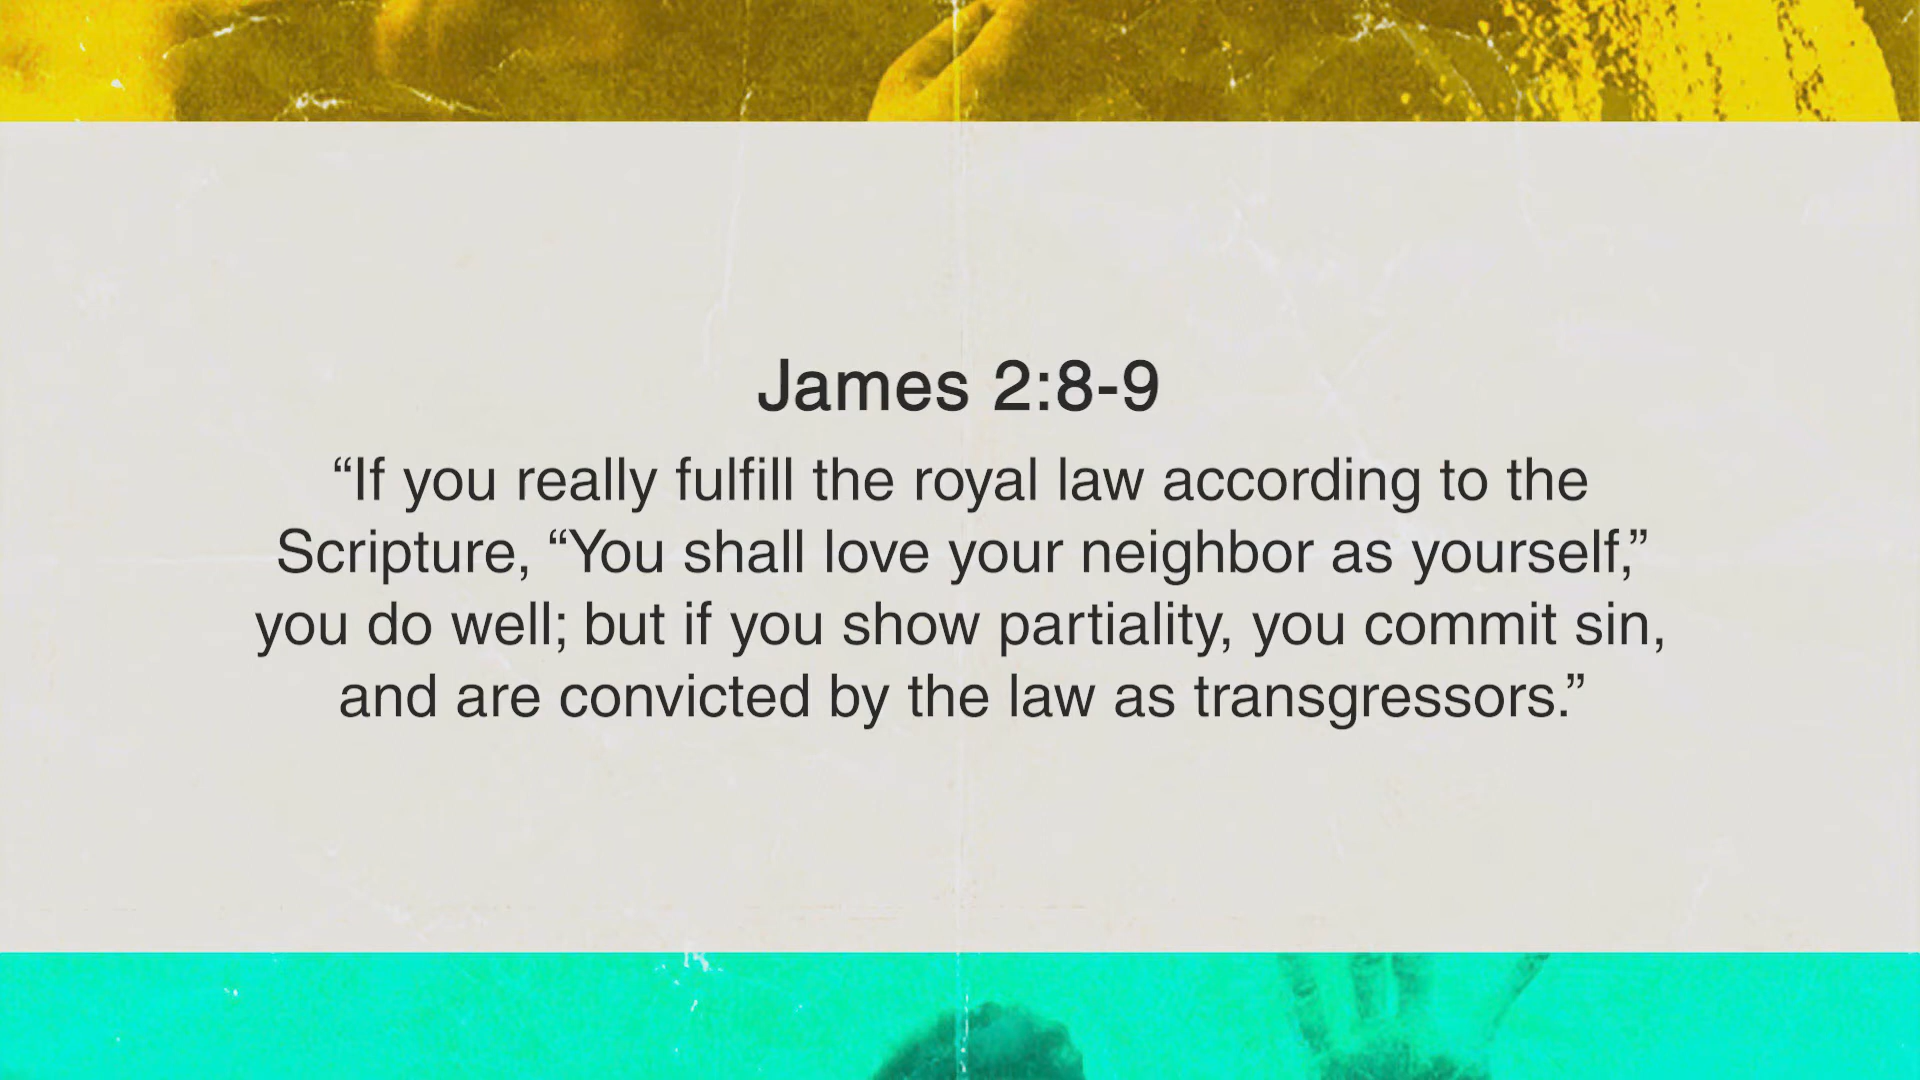 James 2:8-9
“If you really fulfill the royal law according to the
Scripture, “You shall love your neighbor as yourself,”
you do well; but if you show partiality, you commit sin,
and are convicted by the law as transgressors.”